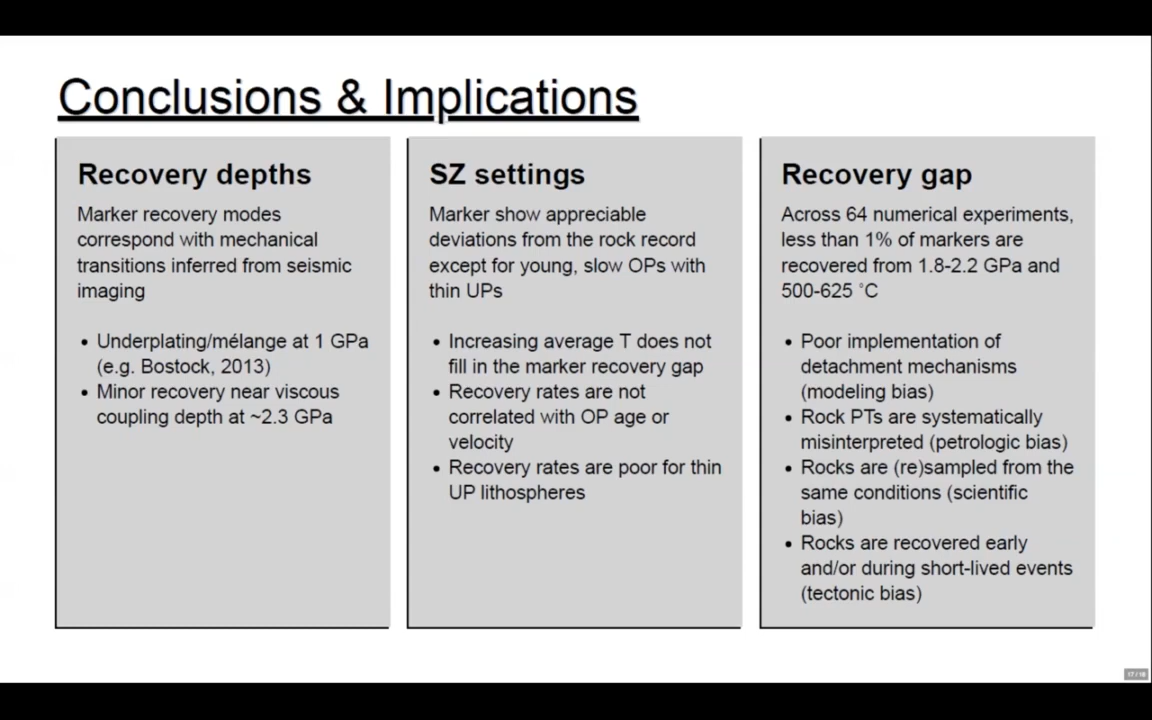 Conclusions & Implications
Recovery depths
Marker recovery modes
correspond with mechanical
transitions inferred from seismic
imaging
• Underplating/mélange at 1 GPa
(e.g. Bostock, 2013)
• Minor recovery near viscous
coupling depth at ~2.3 GPa
SZ settings
Marker show appreciable
deviations from the rock record
except for young, slow OPs with
thin UPs
• Increasing average T does not
fill in the marker recovery gap
• Recovery rates are not
correlated with OP age or
velocity
• Recovery rates are poor for thin
UP lithospheres
Recovery gap
Across 64 numerical experiments,
less than 1% of markers are
recovered from 1.8-2.2 GPa and
500-625 ˚C
• Poor implementation of
detachment mechanisms
(modeling bias)
• Rock PTs are systematically
misinterpreted (petrologic bias)
• Rocks are (re)sampled from the
same conditions (scientific
bias)
• Rocks are recovered early
and/or during short-lived events
(tectonic bias)
17 / 18